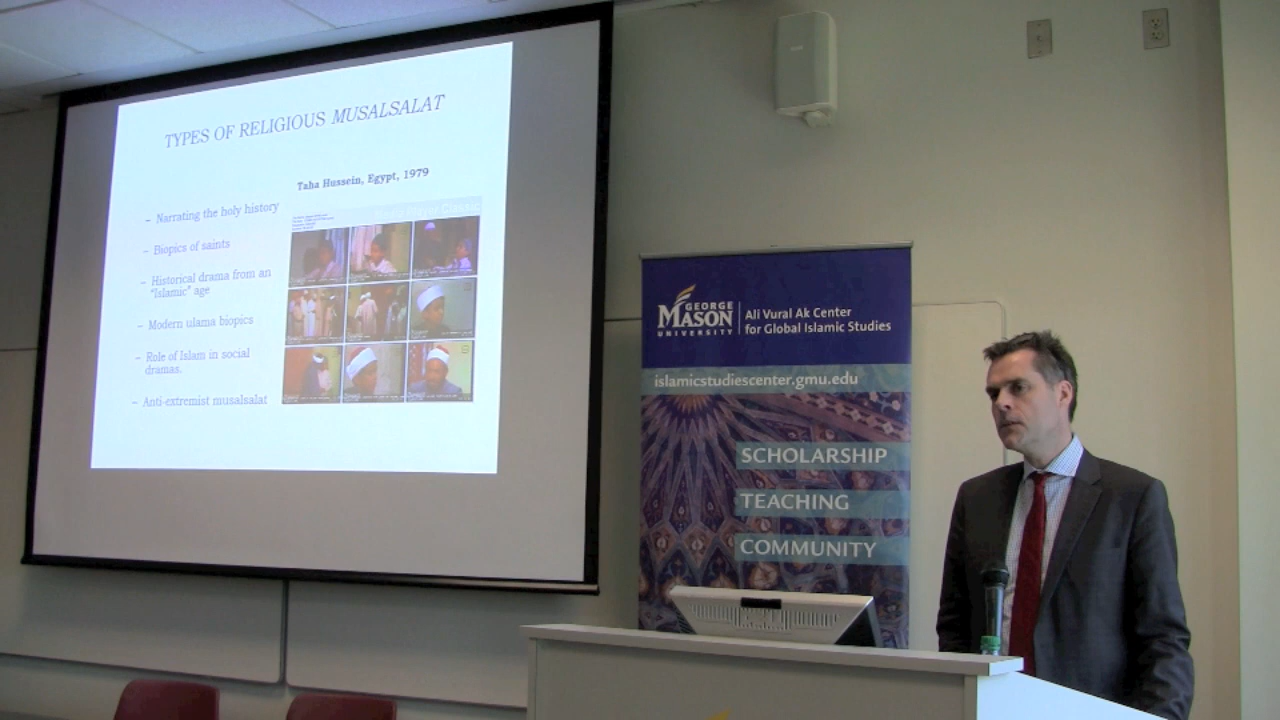 TYPES OF RELIGIOUS MUSALSALAT
Taha Hussein, Egypt, 1979
– Narrating the holy history
– Biopics of saints
– Historical drama from an
"Islamic" age
– Modern ulama biopics
– Role of Islam in social
dramas.
– Anti-extremist musalsalat
GEORGE
MASON
UNIVERSITY
Ali Vural Ak Center
for Global Islamic Studies
islamicstudiescenter.gmu.edu
SCHOLARSHIP
TEACHING
COMMUNITY